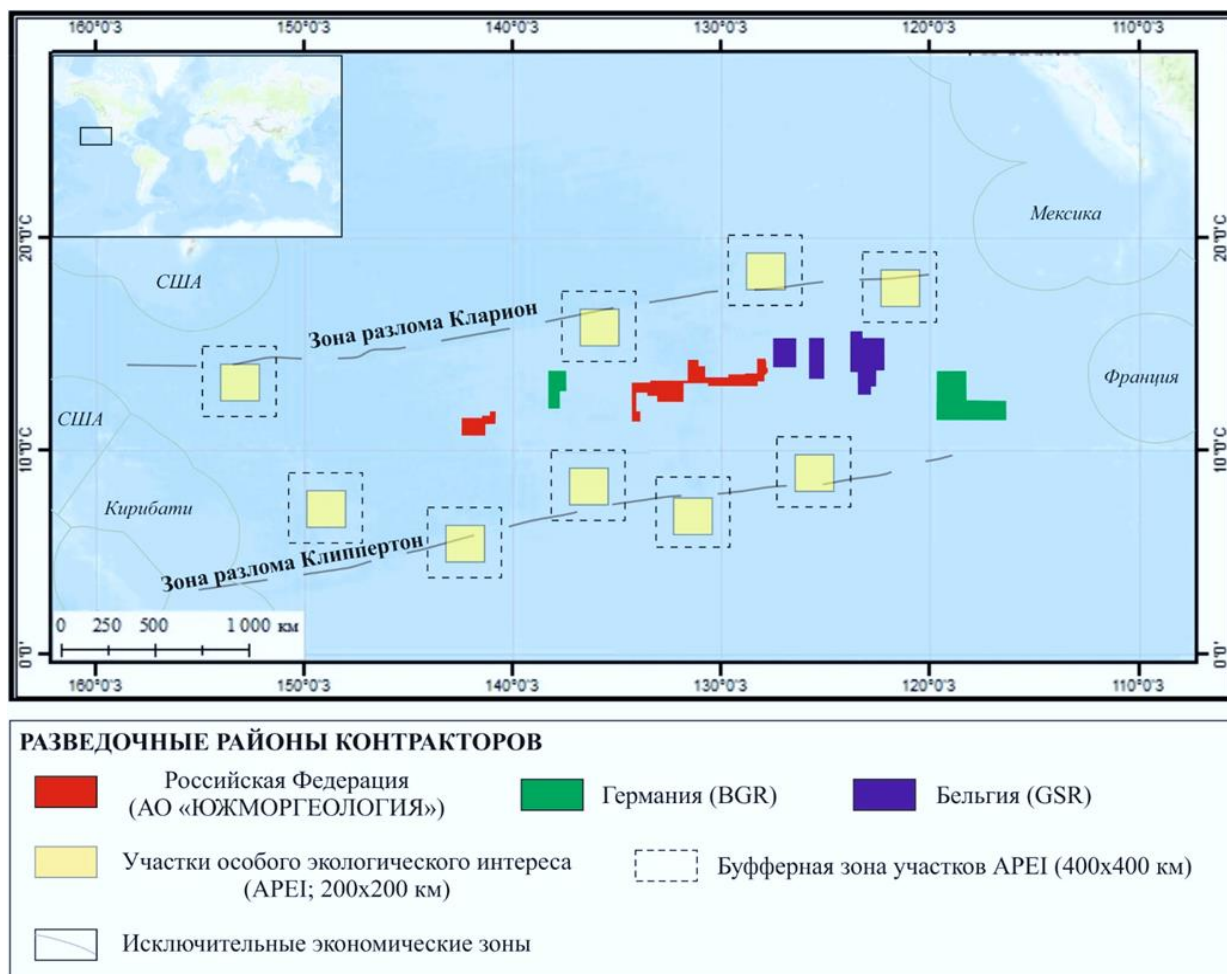 160°0'З 150°0'З 140°0'З 130°0'З 120°0'З 110°0'З
Мексика
20°0'С 20°0'С
США
Зона разлома Кларион
Франция
США
10°0'С 10°0'С
Кирибати
Зона разлома Клиппертон
0 250 500 1 000 км
0°0' 0°0'
160°0'З 150°0'З 140°0'З 130°0'З 120°0'З 110°0'З
РАЗВЕДОЧНЫЕ РАЙОНЫ КОНТРАКТОРОВ
Российская Федерация
(АО «ЮЖМОРГЕОЛОГИЯ»)
Германия (BGR)
Бельгия (GSR)
Участки особого экологического интереса
(APEI; 200x200 км)
Буфферная зона участков APEI (400x400 км)
Исключительные экономические зоны